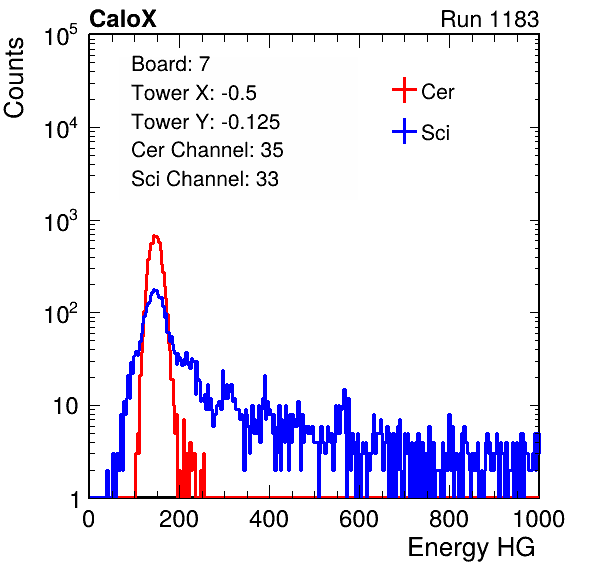 CaloX Run 1183
Counts
10^5
10^4
10^3
10^2
10
1
Board: 7
Tower X: -0.5
Tower Y: -0.125
Cer Channel: 35
Sci Channel: 33
Cer
Sci
0 200 400 600 800 1000
Energy HG